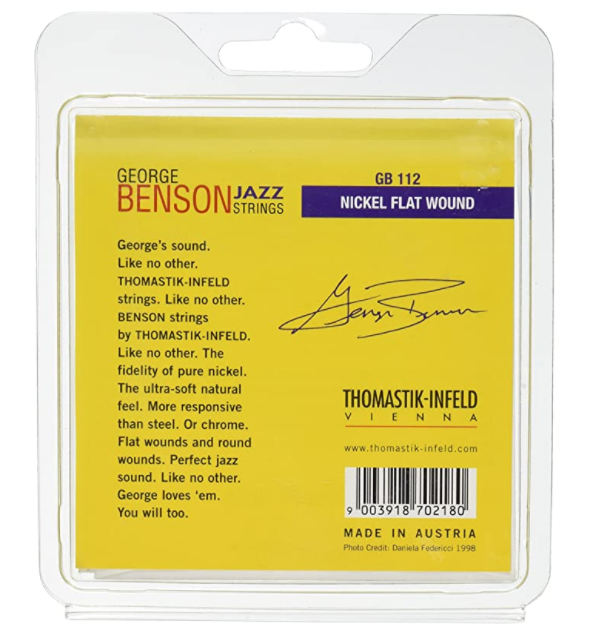 GEORGE
BENSON JAZZ
STRINGS
GB 112
NICKEL FLAT WOUND
George's sound.
Like no other.
THOMASTIK-INFELD
strings. Like no other.
BENSON strings
by THOMASTIK-INFELD.
Like no other. The
fidelity of pure nickel.
The ultra-soft natural
feel. More responsive
than steel. Or chrome.
Flat wounds and round
wounds. Perfect jazz
sound. Like no other.
George loves 'em.
You will too.
George Benson
THOMASTIK-INFELD
VIENNA
www.thomastik-infeld.com
9 003918 702180
MADE IN AUSTRIA
Photo Credit: Daniela Federicci 1998